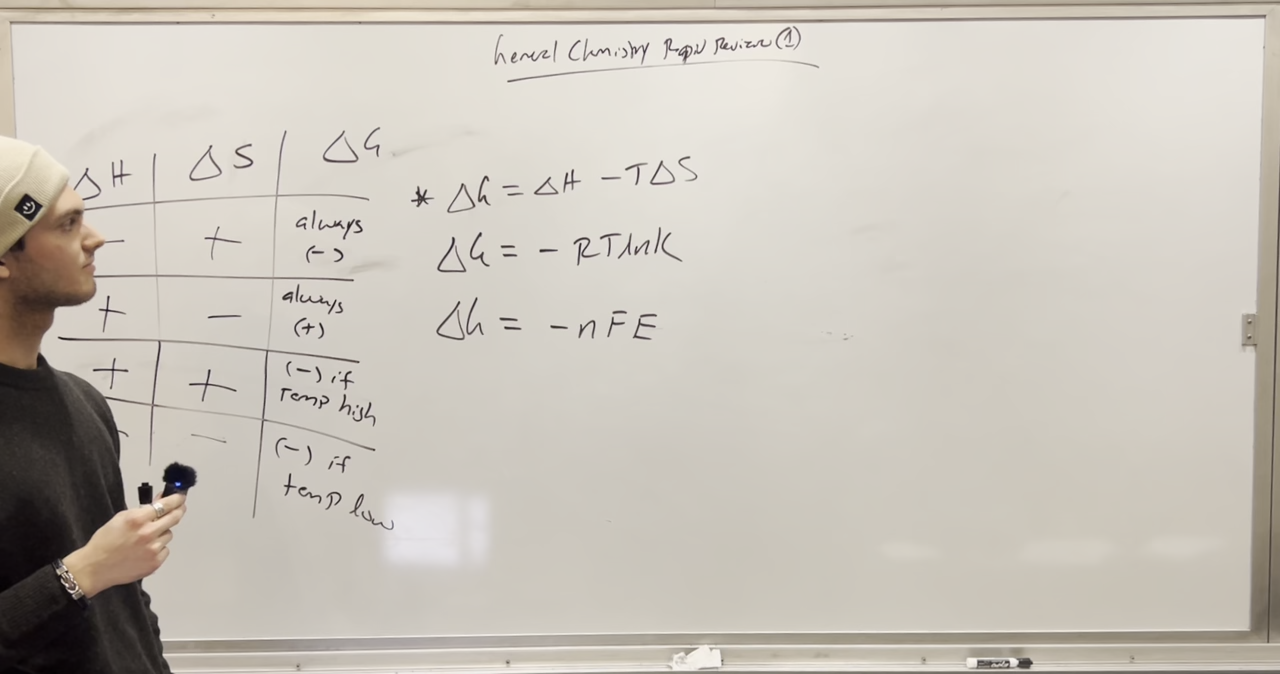 General Chemistry Rapid Review (1)
ΔH ΔS ΔG
- + always (-)
+ - always (+)
+ + (-) if Temp high
- - (-) if temp low
* ΔG = ΔH - TΔS
ΔG = - RTlnK
ΔG = -nFE